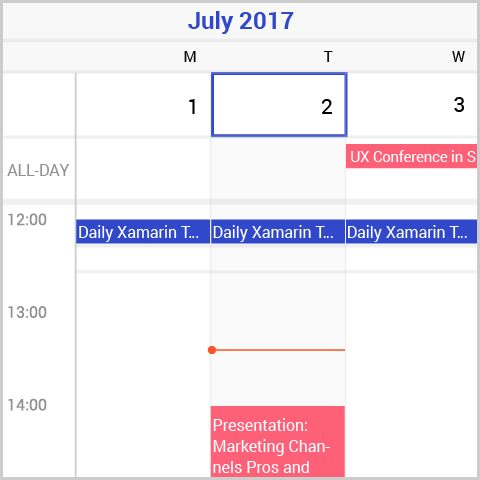 July 2017
M T W
1 2 3
ALL-DAY UX Conference in S
12:00 Daily Xamarin T... Daily Xamarin T... Daily Xamarin T...
13:00
14:00
Presentation:
Marketing Chan-
nels Pros and